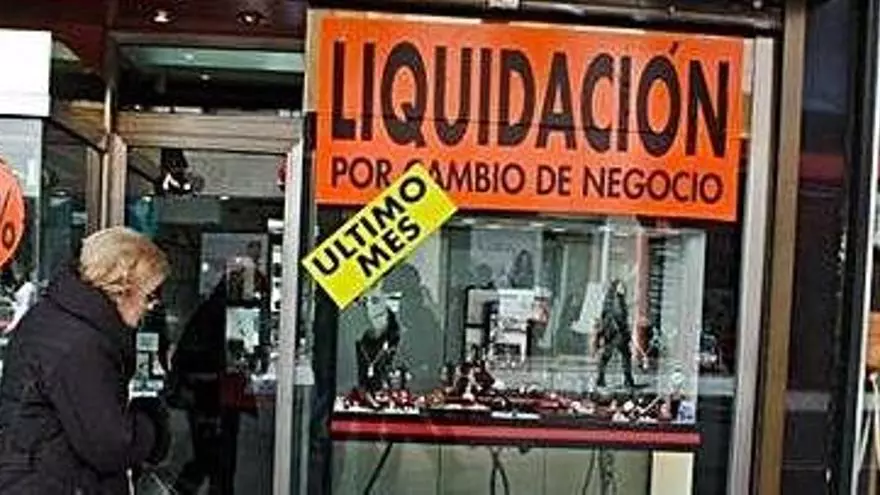 LIQUIDACIÓN
POR CAMBIO DE NEGOCIO
ULTIMO
MES